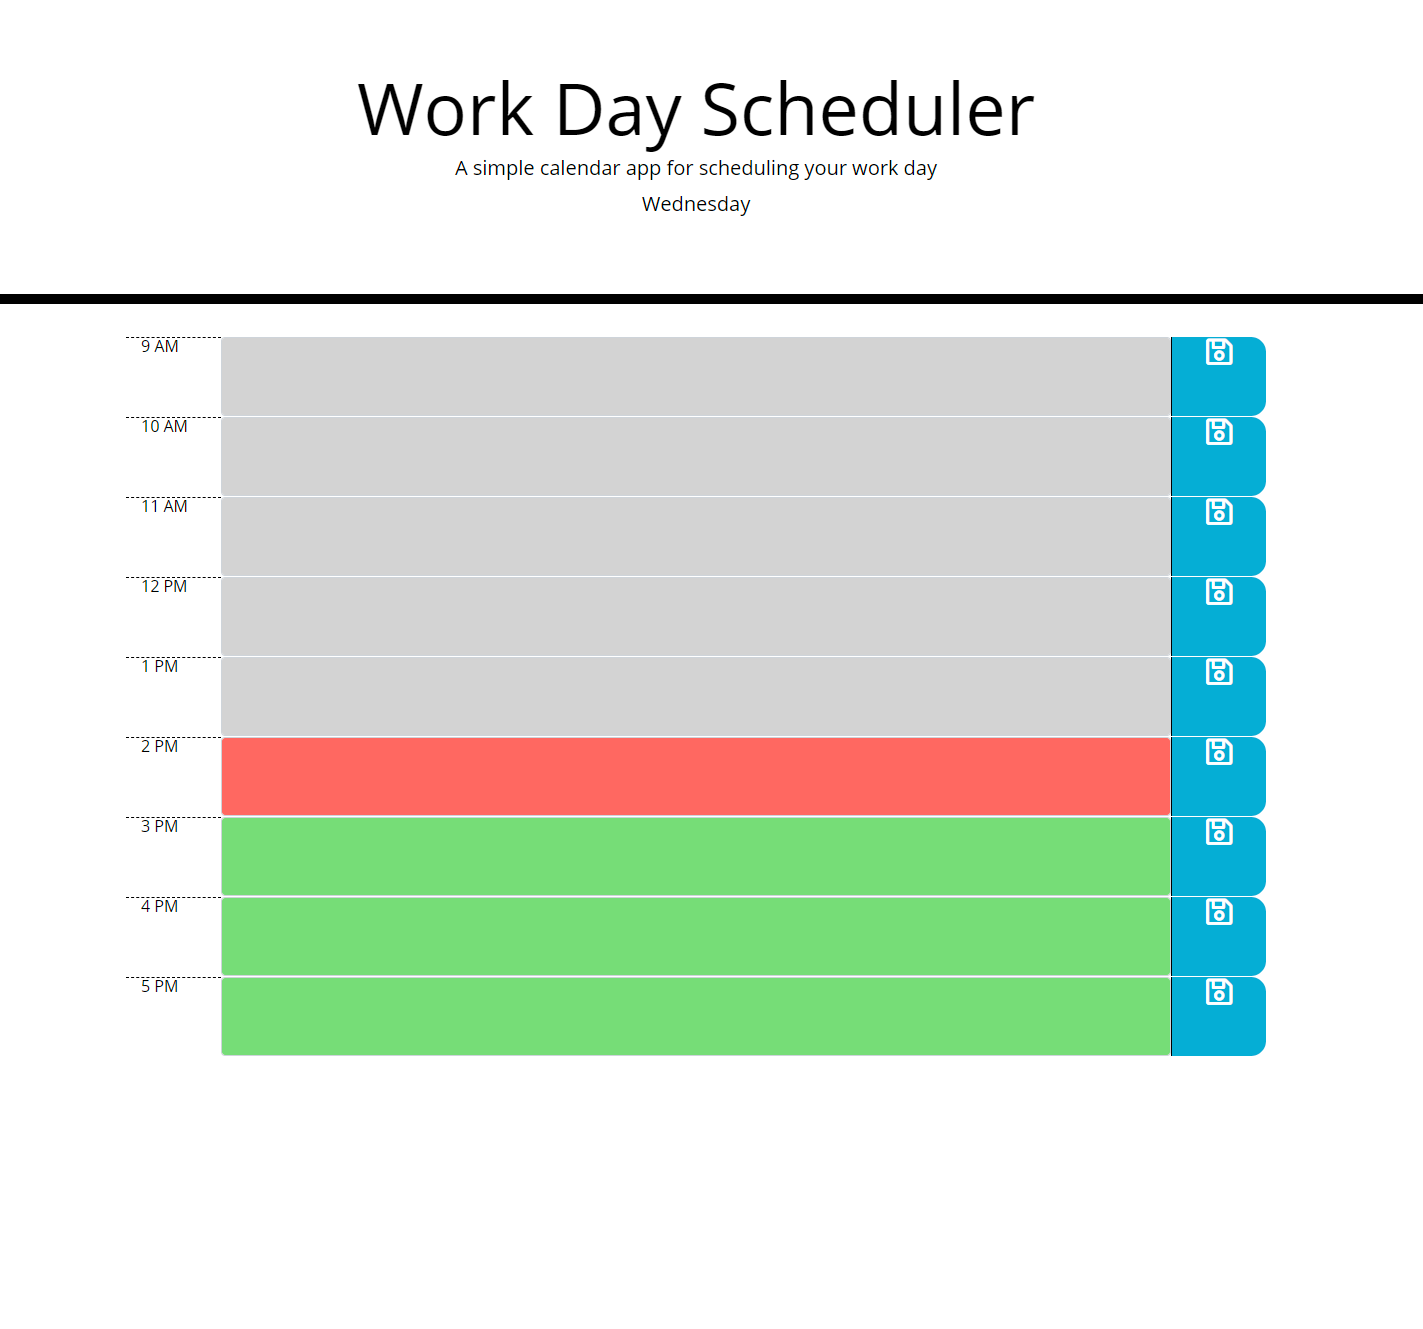 Work Day Scheduler
A simple calendar app for scheduling your work day
Wednesday
9 AM
10 AM
11 AM
12 PM
1 PM
2 PM
3 PM
4 PM
5 PM